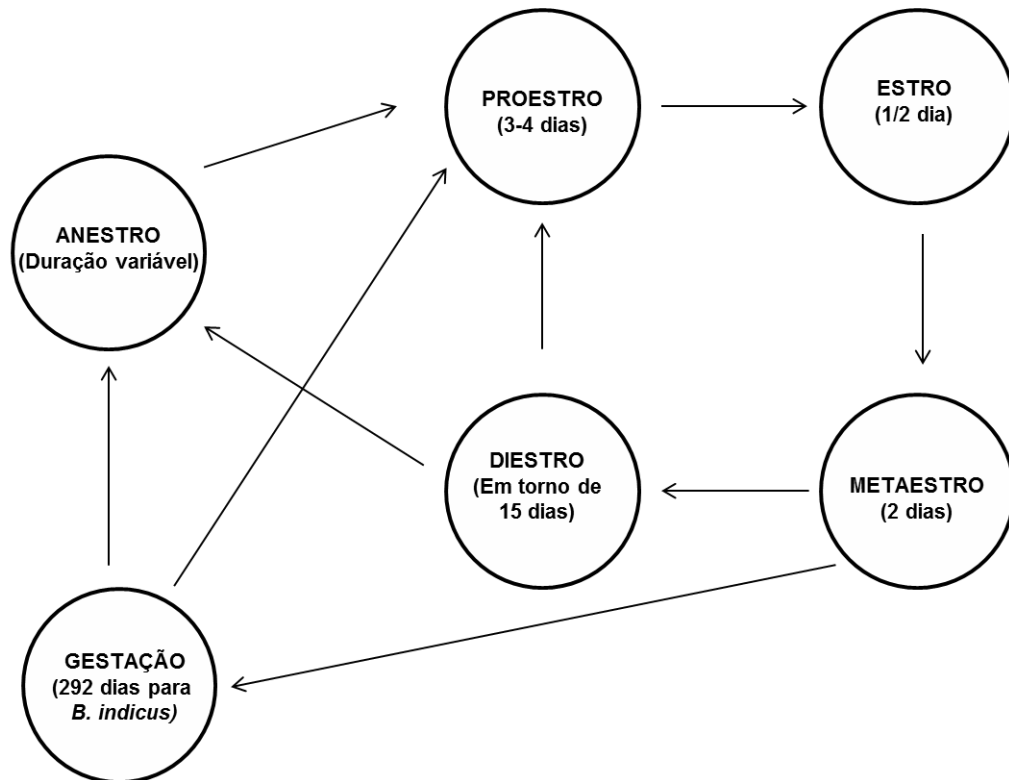 PROESTRO
(3-4 dias)
ESTRO
(1/2 dia)
ANESTRO
(Duração variável)
DIESTRO
(Em torno de
15 dias)
METAESTRO
(2 dias)
GESTAÇÃO
(292 dias para
B. indicus)